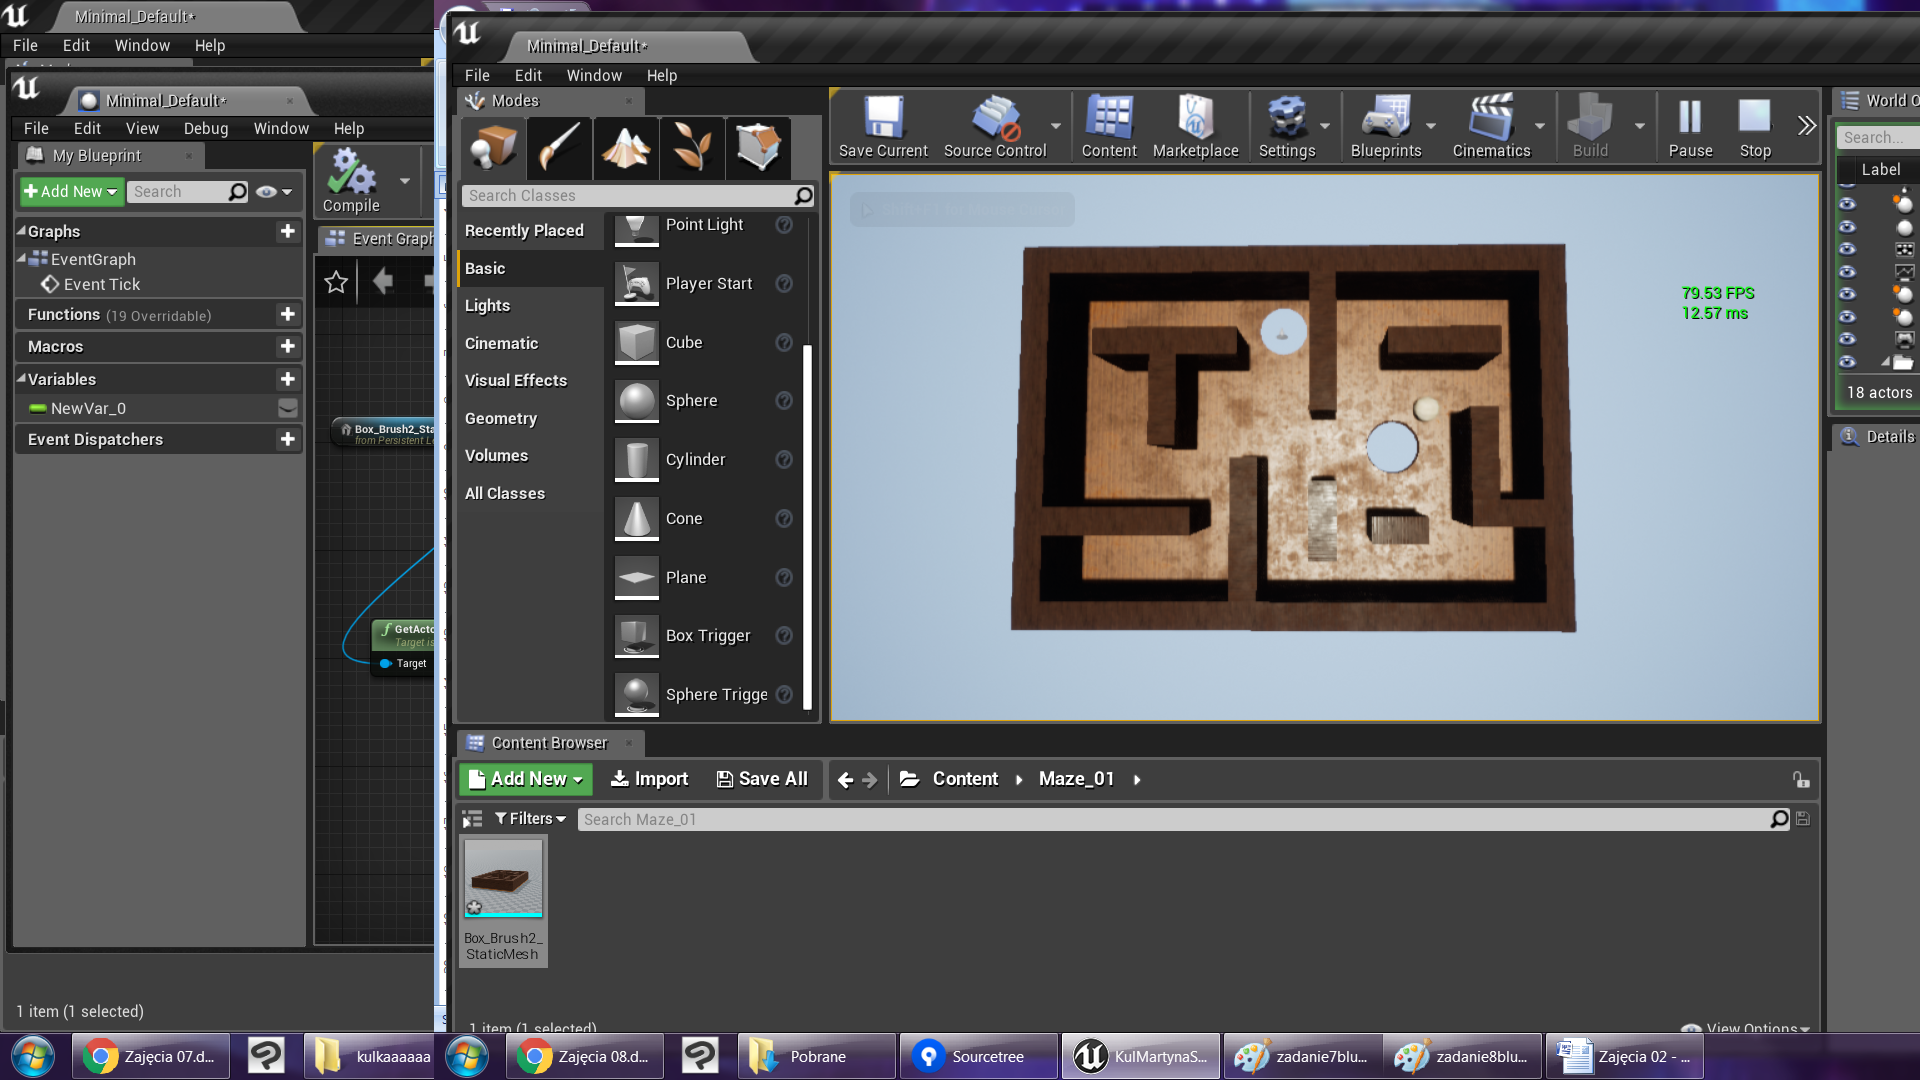 Minimal_Default*
File Edit Window Help
Minimal_Default*
File Edit View Debug Window Help
My Blueprint
Add New Search
Compile
Event Graph
Graphs
EventGraph
Event Tick
Functions (19 Overridable)
Macros
Variables
NewVar_0
Event Dispatchers
Box_Brush2_Sta
from Persistent Le
GetActo
Target is
Target
1 item (1 selected)
Minimal_Default*
File Edit Window Help
Modes
Search Classes
Recently Placed
Basic
Lights
Cinematic
Visual Effects
Geometry
Volumes
All Classes
Point Light
Player Start
Cube
Sphere
Cylinder
Cone
Plane
Box Trigger
Sphere Trigge
Save Current Source Control Content Marketplace Settings Blueprints Cinematics Build Pause Stop
79.53 FPS
12.57 ms
World O
Search...
Label
18 actors
Details
Content Browser
Add New Import Save All Content Maze_01
Filters Search Maze_01
Box_Brush2_
StaticMesh
1 item (1 selected)
View Options
Zajęcia 07.d... kulkaaaaaa Zajęcia 08.d... Pobrane Sourcetree KulMartynaS... zadanie7blu... zadanie8blu... Zajęcia 02 - ...